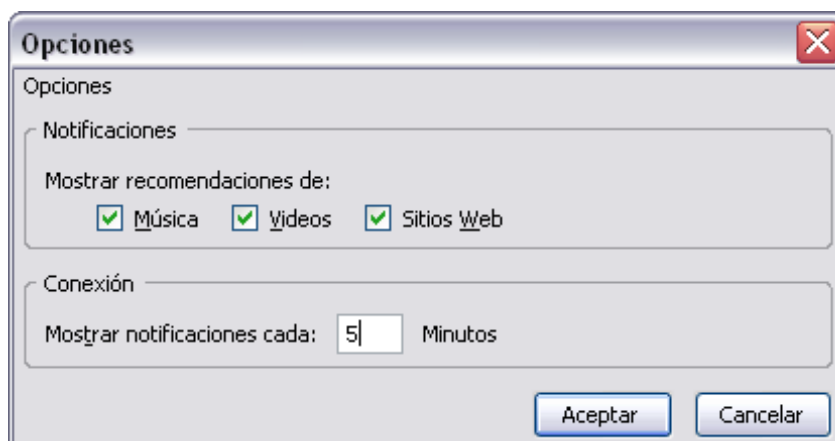 Opciones
Opciones
Notificaciones
Mostrar recomendaciones de:
Música Videos Sitios Web
Conexión
Mostrar notificaciones cada: 5 Minutos
Aceptar Cancelar